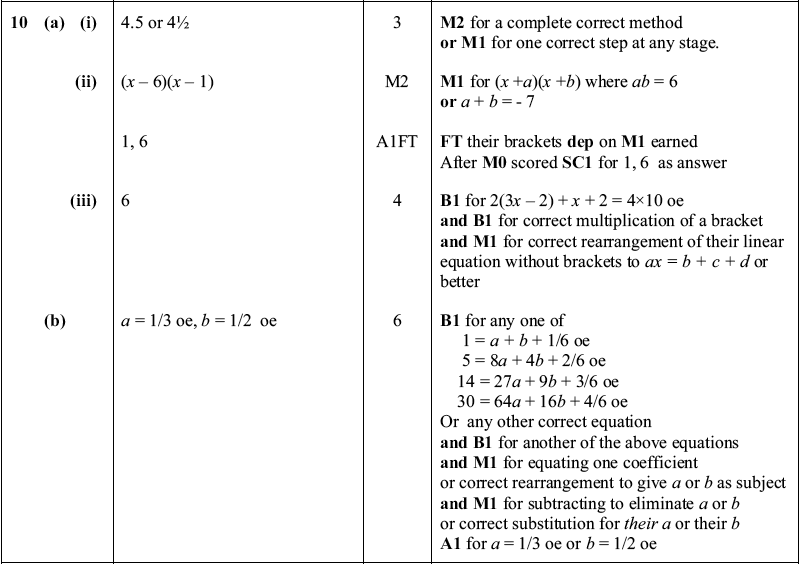 10 (a) (i) 4.5 or 4½ 3 M2 for a complete correct method
or M1 for one correct step at any stage.
(ii) (x – 6)(x – 1) M2 M1 for (x +a)(x +b) where ab = 6
or a + b = - 7
1, 6 A1FT FT their brackets dep on M1 earned
After M0 scored SC1 for 1, 6 as answer
(iii) 6 4 B1 for 2(3x – 2) + x + 2 = 4×10 oe
and B1 for correct multiplication of a bracket
and M1 for correct rearrangement of their linear
equation without brackets to ax = b + c + d or
better
(b) a = 1/3 oe, b = 1/2 oe 6 B1 for any one of
1 = a + b + 1/6 oe
5 = 8a + 4b + 2/6 oe
14 = 27a + 9b + 3/6 oe
30 = 64a + 16b + 4/6 oe
Or any other correct equation
and B1 for another of the above equations
and M1 for equating one coefficient
or correct rearrangement to give a or b as subject
and M1 for subtracting to eliminate a or b
or correct substitution for their a or their b
A1 for a = 1/3 oe or b = 1/2 oe